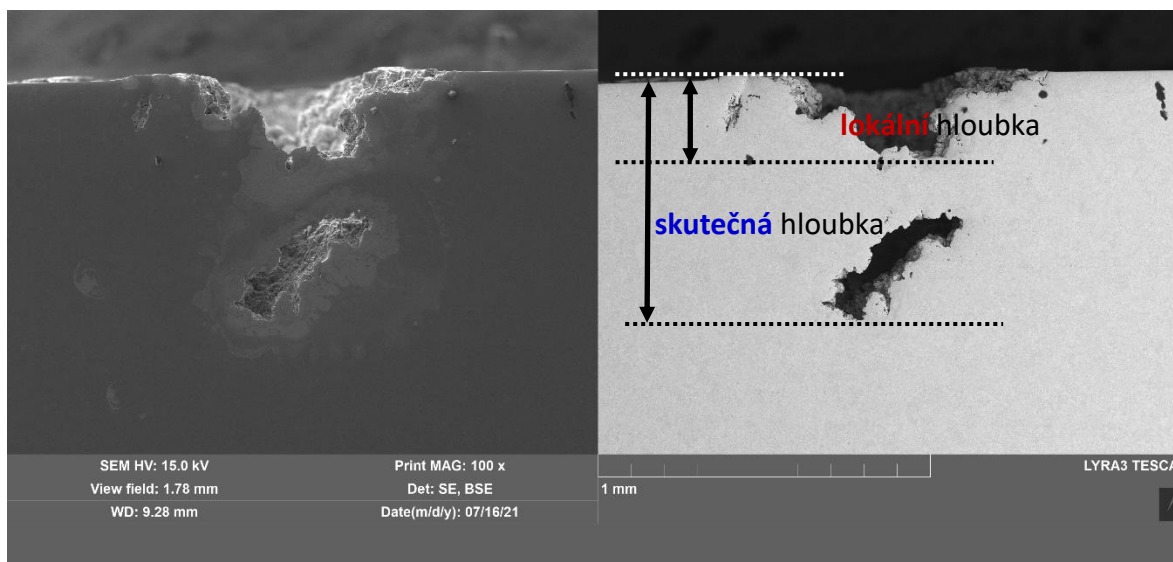 lokální hloubka
skutečná hloubka
SEM HV: 15.0 kV
Print MAG: 100 x
LYRA3 TESCA
View field: 1.78 mm
Det: SE, BSE
1 mm
WD: 9.28 mm
Date(m/d/y): 07/16/21